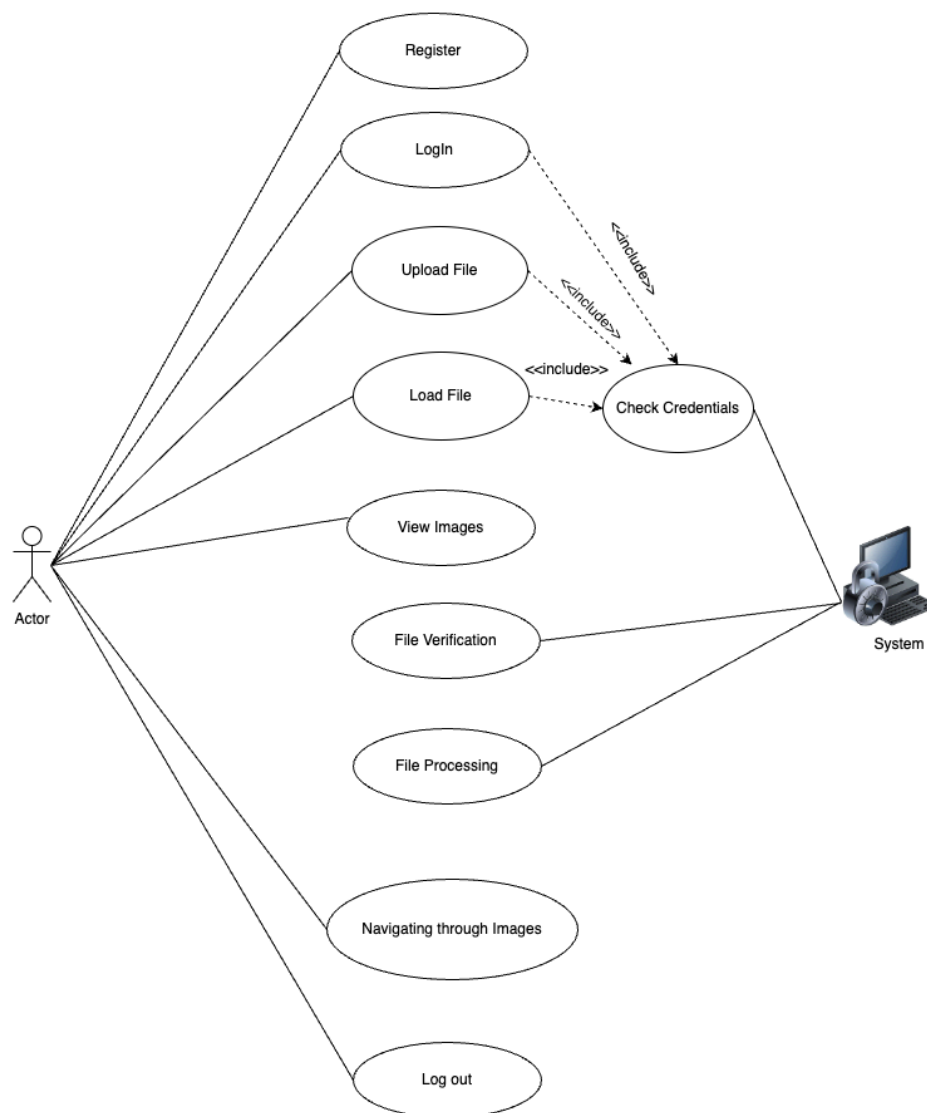 Register
LogIn
<<include>>
Upload File
<<include>>
<<include>>
Load File
Check Credentials
View Images
Actor
File Verification
System
File Processing
Navigating through Images
Log out